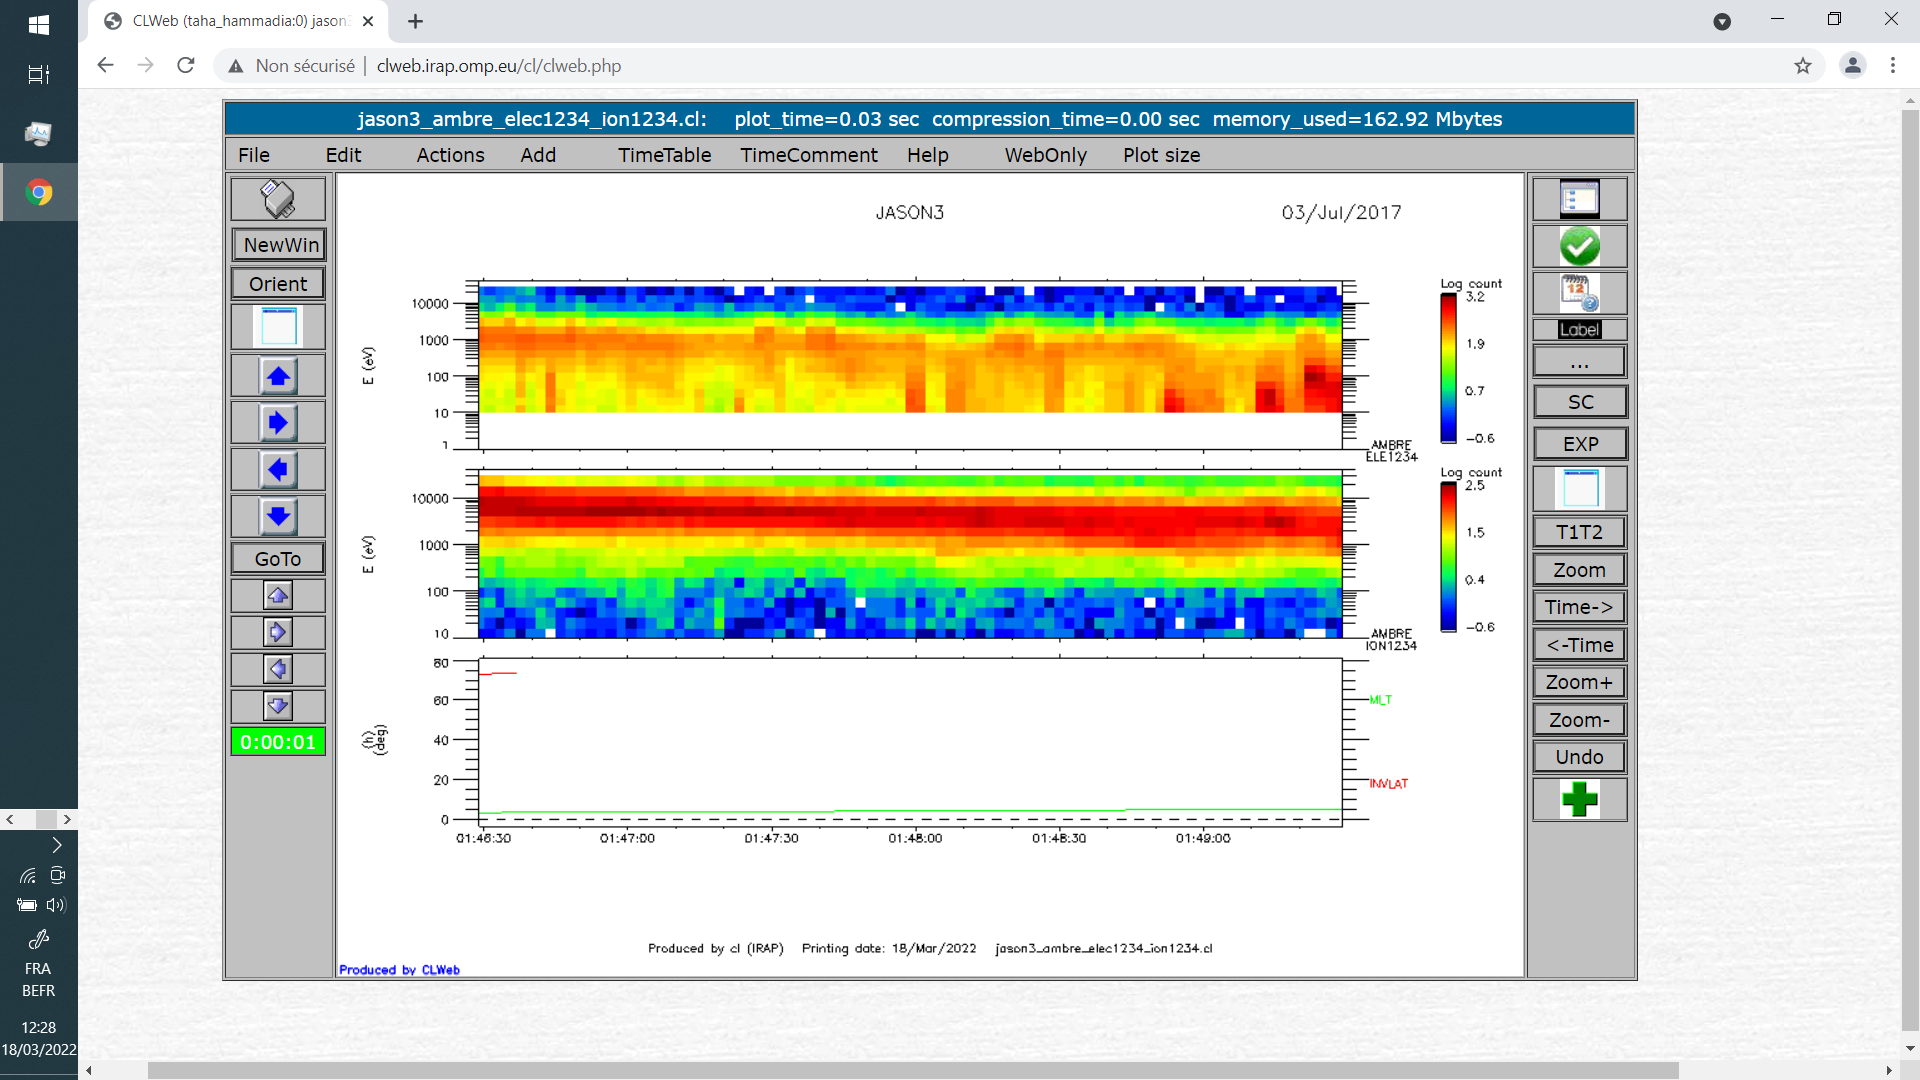 CLWeb (taha_hammadia:0) jason3
Non sécurisé | clweb.irap.omp.eu/cl/clweb.php
jason3_ambre_elec1234_ion1234.cl: plot_time=0.03 sec compression_time=0.00 sec memory_used=162.92 Mbytes
File Edit Actions Add TimeTable TimeComment Help WebOnly Plot size
NewWin
Orient
GoTo
0:00:01
JASON3 03/Jul/2017
Log count
3.2
1.9
0.7
-0.6
E (eV)
10000
1000
100
10
1
AMBRE
ELE1234
Log count
2.5
1.5
0.4
-0.6
E (eV)
10000
1000
100
10
AMBRE
ION1234
80
60
40
20
0
(h)
(deg)
MLT
INVLAT
01:46:30 01:47:00 01:47:30 01:48:00 01:48:30 01:49:00
Produced by cl (IRAP) Printing date: 18/Mar/2022 jason3_ambre_elec1234_ion1234.cl
Produced by CLWeb
12
Label
...
SC
EXP
T1T2
Zoom
Time->
<-Time
Zoom+
Zoom-
Undo
FRA
BEFR
12:28
18/03/2022